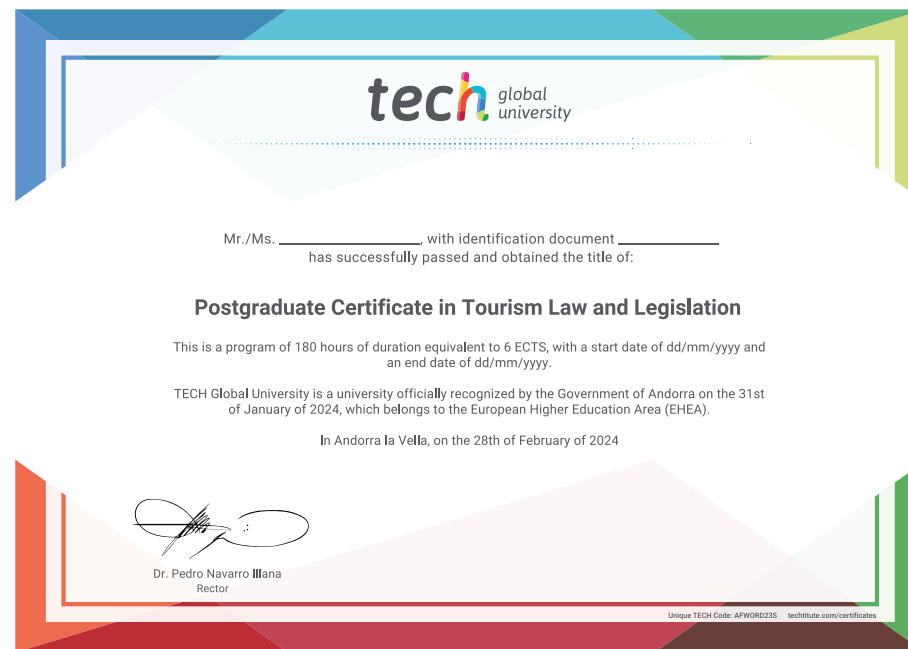 tech global university
Mr./Ms. ____________________, with identification document ______________
has successfully passed and obtained the title of:
Postgraduate Certificate in Tourism Law and Legislation
This is a program of 180 hours of duration equivalent to 6 ECTS, with a start date of dd/mm/yyyy and
an end date of dd/mm/yyyy.
TECH Global University is a university officially recognized by the Government of Andorra on the 31st
of January of 2024, which belongs to the European Higher Education Area (EHEA).
In Andorra la Vella, on the 28th of February of 2024
Dr. Pedro Navarro Illana
Rector
Unique TECH Code: AFWORD23S techtitute.com/certificates